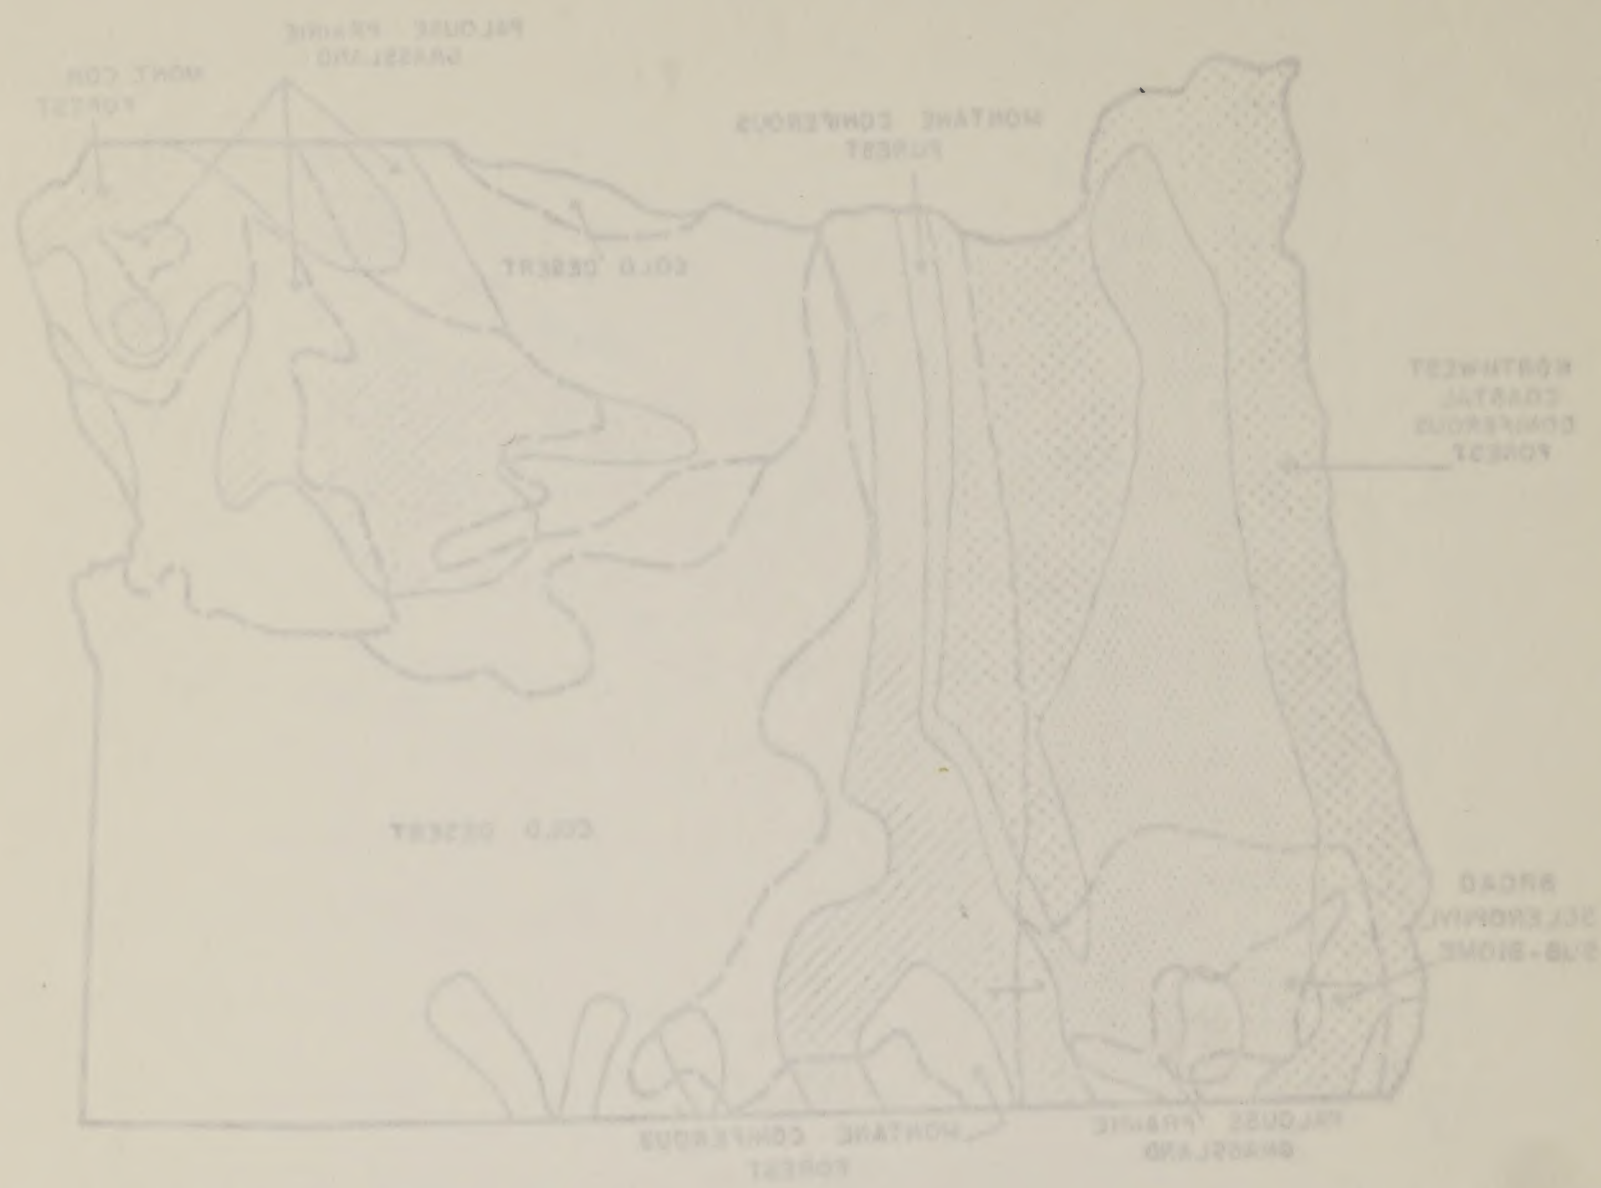 PALOUSE PRAIRIE
GRASSLAND
MONT CON
FOREST
MONTANE CONIFEROUS
FOREST
COLD DESERT
NORTHWEST
COASTAL
CONIFEROUS
FOREST
COLD DESERT
BROAD
SCLEROPHYL
SUB-BIOME
PALOUSE PRAIRIE
GRASSLAND
MONTANE CONIFEROUS
FOREST